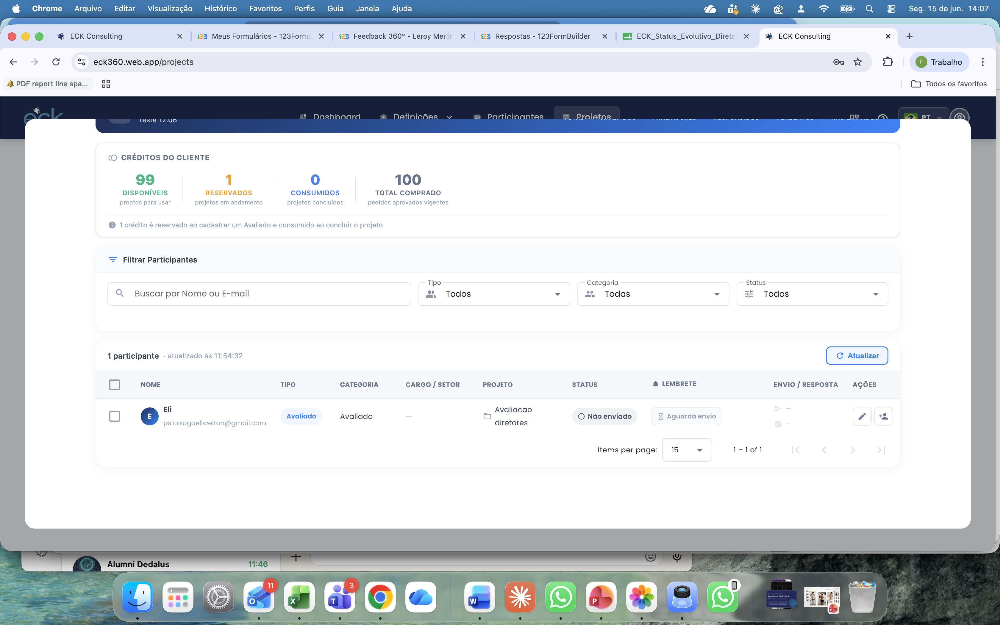 Chrome Arquivo Editar Visualização Histórico Favoritos Perfis Guia Janela Ajuda Seg. 15 de jun. 14:07
ECK Consulting 123 Meus Formulários - 123FormB 123 Feedback 360° - Leroy Merlin 123 Respostas - 123FormBuilder ECK_Status_Evolutivo_Direto ECK Consulting
eck360.web.app/projects E Trabalho
PDF report line spa... Todos os favoritos
eck Dashboard Definições Participantes Projetos PT
Teste 12.06
CRÉDITOS DO CLIENTE
99 1 0 100
DISPONÍVEIS RESERVADOS CONSUMIDOS TOTAL COMPRADO
prontos para usar projetos em andamento projetos concluídos pedidos aprovados vigentes
1 crédito é reservado ao cadastrar um Avaliado e consumido ao concluir o projeto
Filtrar Participantes
Tipo Categoria Status
Buscar por Nome ou E-mail Todos Todas Todos
1 participante · atualizado às 11:54:32 Atualizar
NOME TIPO CATEGORIA CARGO / SETOR PROJETO STATUS LEMBRETE ENVIO / RESPOSTA AÇÕES
Eli Avaliacao —
E Avaliado Avaliado — Não enviado Aguarda envio
psicologoeliwelton@gmail.com diretores —
Items per page: 15 1 – 1 of 1
Alumni Dedalus 11:46
11 3
O X T W P P